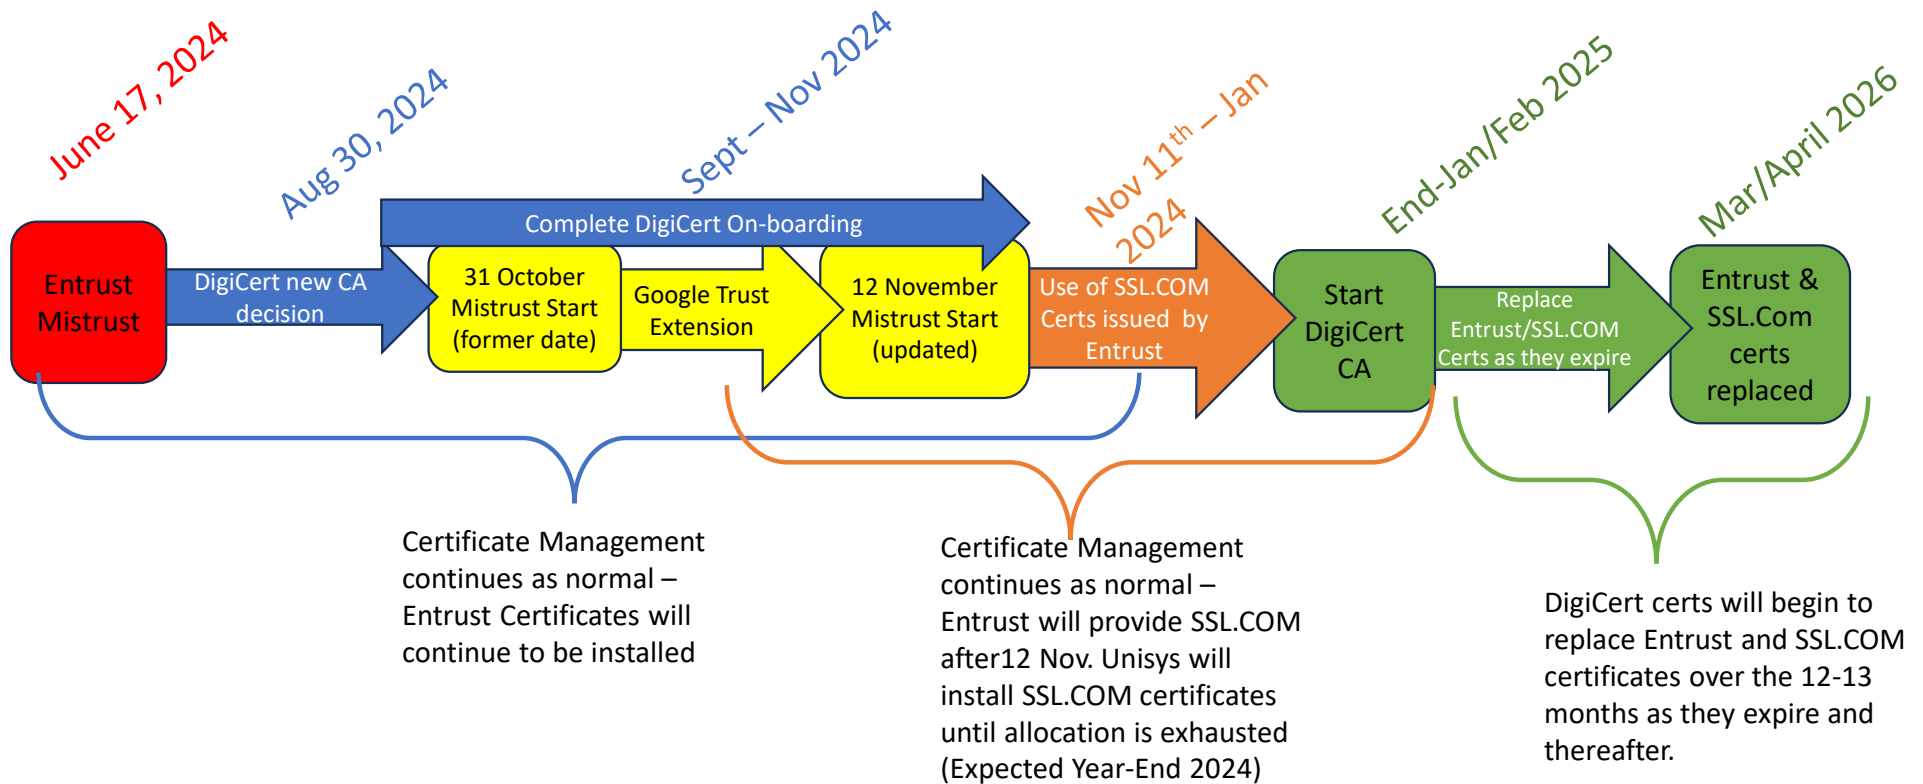 June 17, 2024
Aug 30, 2024
Sept – Nov 2024
Nov 11th – Jan
2024
End-Jan/Feb 2025
Mar/April 2026
Complete DigiCert On-boarding
Entrust
Mistrust
DigiCert new CA
decision
31 October
Mistrust Start
(former date)
Google Trust
Extension
12 November
Mistrust Start
(updated)
Use of SSL.COM
Certs issued by
Entrust
Start
DigiCert
CA
Replace
Entrust/SSL.COM
Certs as they expire
Entrust &
SSL.Com
certs
replaced
Certificate Management
continues as normal –
Entrust Certificates will
continue to be installed
Certificate Management
continues as normal –
Entrust will provide SSL.COM
after12 Nov. Unisys will
install SSL.COM certificates
until allocation is exhausted
(Expected Year-End 2024)
DigiCert certs will begin to
replace Entrust and SSL.COM
certificates over the 12-13
months as they expire and
thereafter.